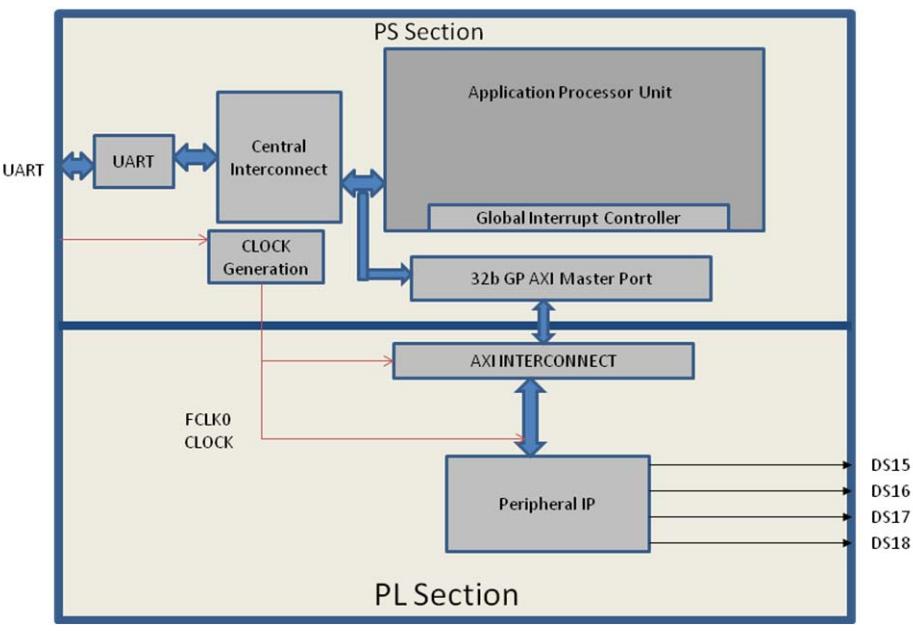 PS Section
Application Processor Unit
Central
Interconnect
UART
UART
Global Interrupt Controller
CLOCK
Generation
32b GP AXI Master Port
AXI INTERCONNECT
FCLK0
CLOCK
Peripheral IP
DS15
DS16
DS17
DS18
PL Section